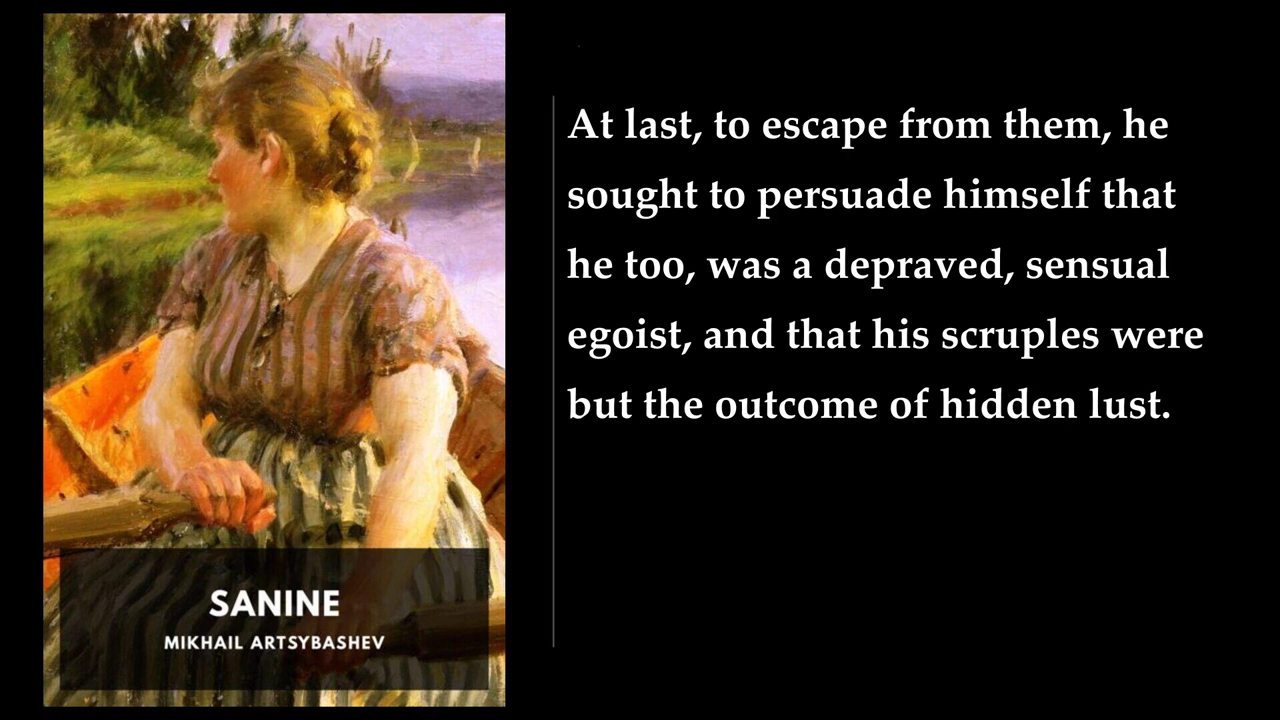 At last, to escape from them, he
sought to persuade himself that
he too, was a depraved, sensual
egoist, and that his scruples were
but the outcome of hidden lust.
SANINE
MIKHAIL ARTSYBASHEV